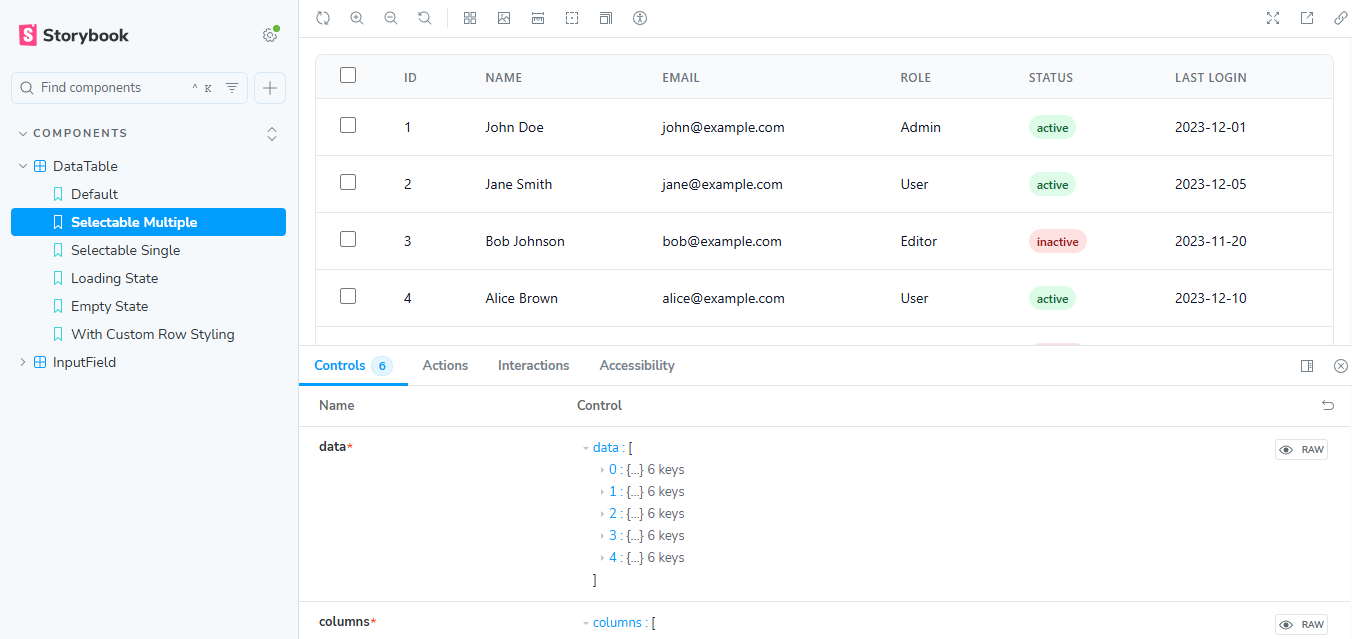 Storybook
Find components ^ K
COMPONENTS
DataTable
Default
Selectable Multiple
Selectable Single
Loading State
Empty State
With Custom Row Styling
InputField
ID NAME EMAIL ROLE STATUS LAST LOGIN
1 John Doe john@example.com Admin active 2023-12-01
2 Jane Smith jane@example.com User active 2023-12-05
3 Bob Johnson bob@example.com Editor inactive 2023-11-20
4 Alice Brown alice@example.com User active 2023-12-10
Controls 6 Actions Interactions Accessibility
Name Control
data* data : [ RAW
0 : {...} 6 keys
1 : {...} 6 keys
2 : {...} 6 keys
3 : {...} 6 keys
4 : {...} 6 keys
]
columns* columns : [ RAW